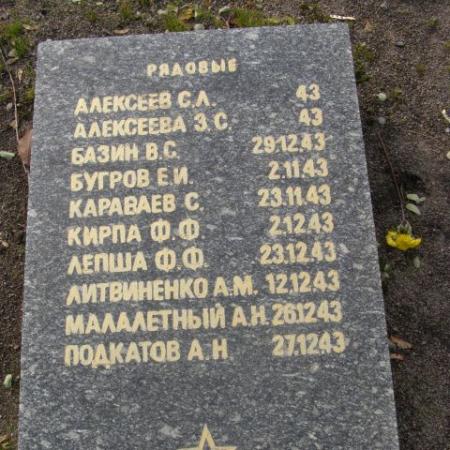 РЯДОВЫЕ
АЛЕКСЕЕВ С.Л. 43
АЛЕКСЕЕВА З.С. 43
БАЗИН В.С. 29.12.43
БУГРОВ Е.И 2.11.43
КАРАВАЕВ С. 23.11.43
КИРПА Ф.Ф 2.12.43
ЛЕПША Ф.Ф. 23.12.43
ЛИТВИНЕНКО А.М. 12.12.43
МАЛАЛЕТНЫЙ А.Н. 26.12.43
ПОДКАТОВ А.Н 27.12.43